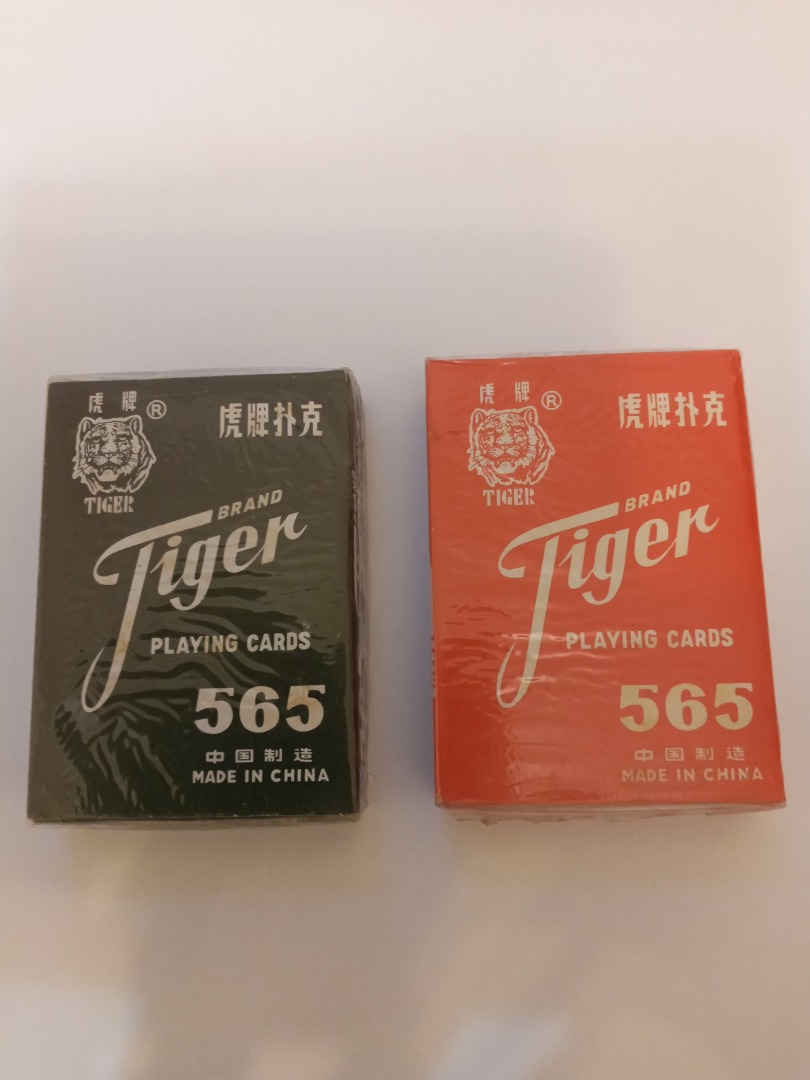 虎牌
®
TIGER
虎牌扑克
BRAND
Tiger
PLAYING CARDS
565
中国制造
MADE IN CHINA
虎牌
®
TIGER
虎牌扑克
BRAND
Tiger
PLAYING CARDS
565
中国制造
MADE IN CHINA